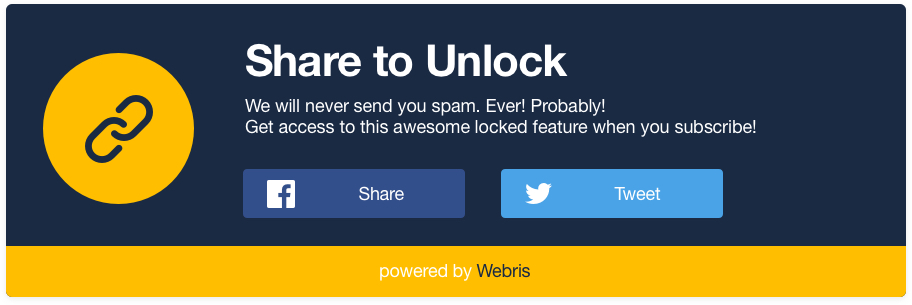 Share to Unlock
We will never send you spam. Ever! Probably!
Get access to this awesome locked feature when you subscribe!
Share
Tweet
powered by Webris